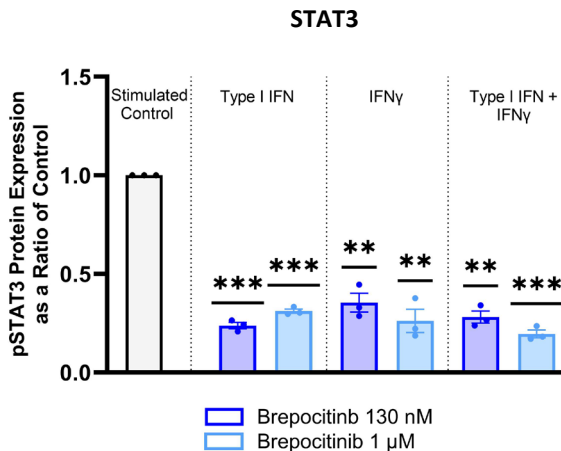 STAT3
1.5
1.0
0.5
0.0
pSTAT3 Protein Expression
as a Ratio of Control
Stimulated
Control
Type I IFN
IFNγ
Type I IFN +
IFNγ
***
***
**
**
**
***
Brepocitinb 130 nM
Brepocitinib 1 µM